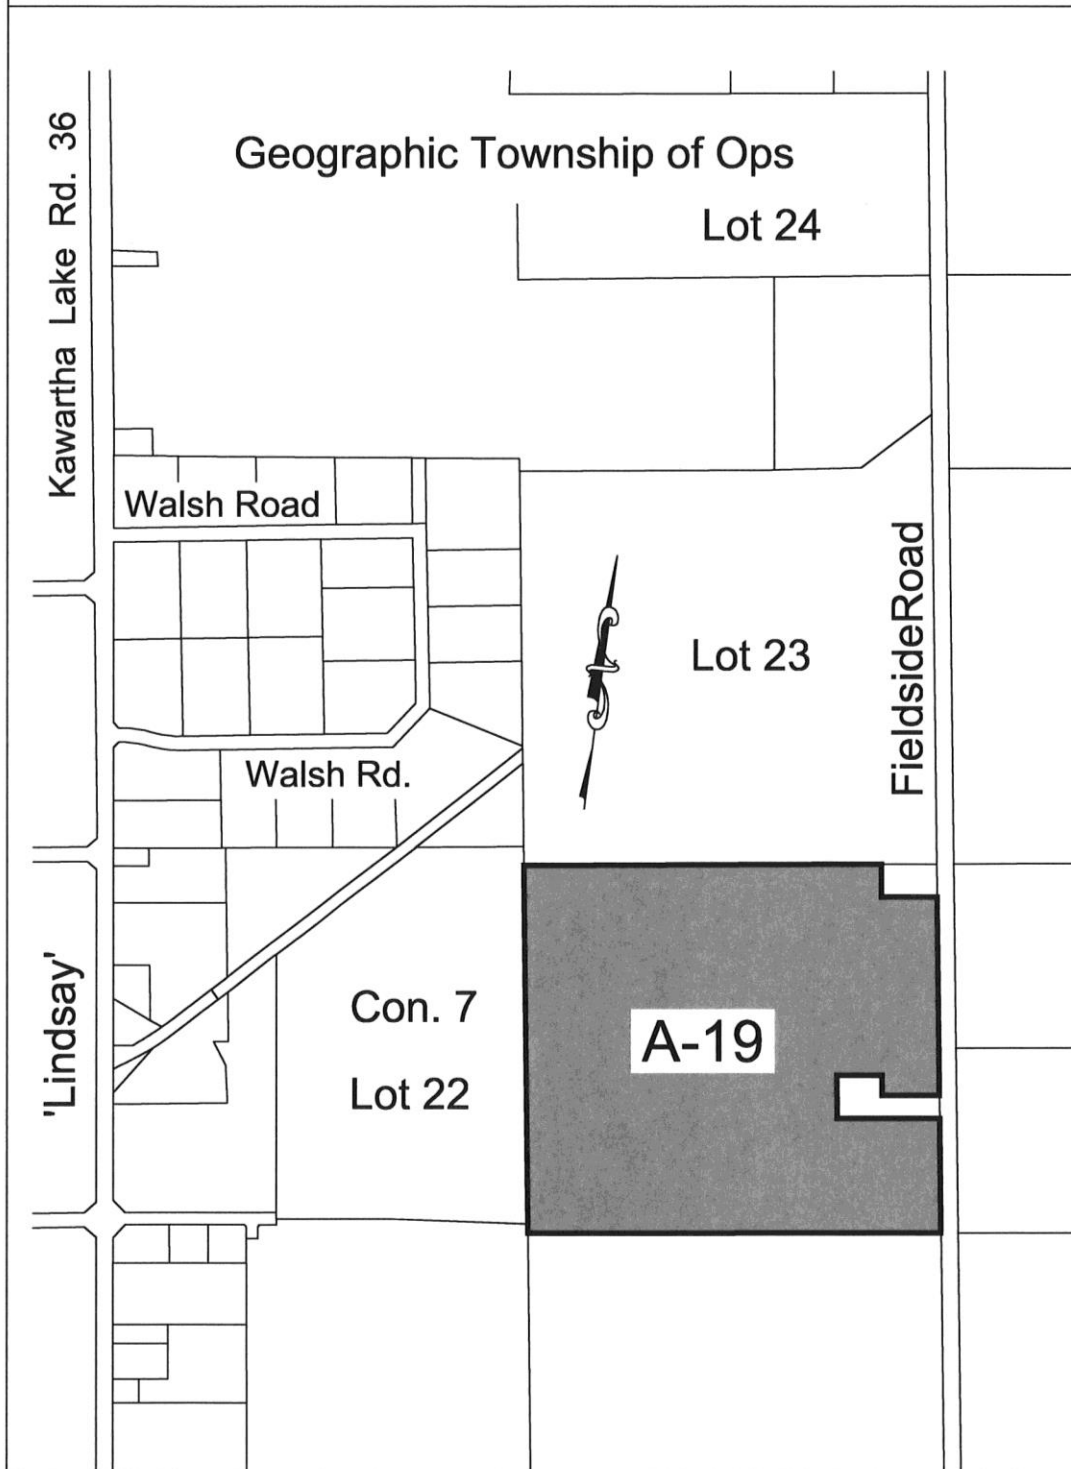 Geographic Township of Ops
Lot 24
Kawartha Lake Rd. 36
Walsh Road
FieldsideRoad
Lot 23
Walsh Rd.
'Lindsay'
Con. 7
A-19
Lot 22